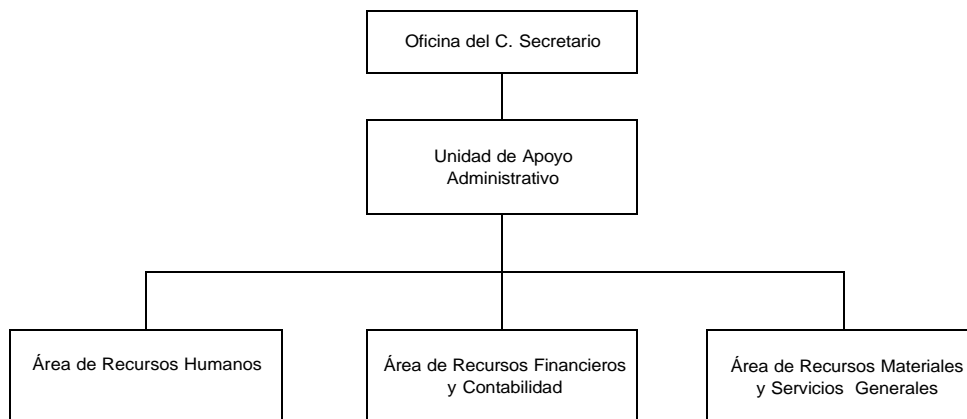 Oficina del C. Secretario
Unidad de Apoyo
Administrativo
Área de Recursos Humanos
Área de Recursos Financieros
y Contabilidad
Área de Recursos Materiales
y Servicios Generales